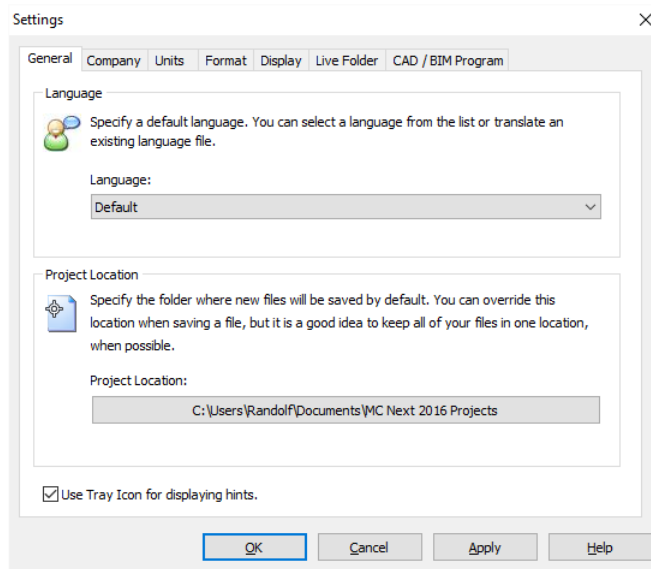 Settings
General Company Units Format Display Live Folder CAD / BIM Program
Language
Specify a default language. You can select a language from the list or translate an
existing language file.
Language:
Default
Project Location
Specify the folder where new files will be saved by default. You can override this
location when saving a file, but it is a good idea to keep all of your files in one location,
when possible.
Project Location:
C:\Users\Randolf\Documents\MC Next 2016 Projects
Use Tray Icon for displaying hints.
OK Cancel Apply Help